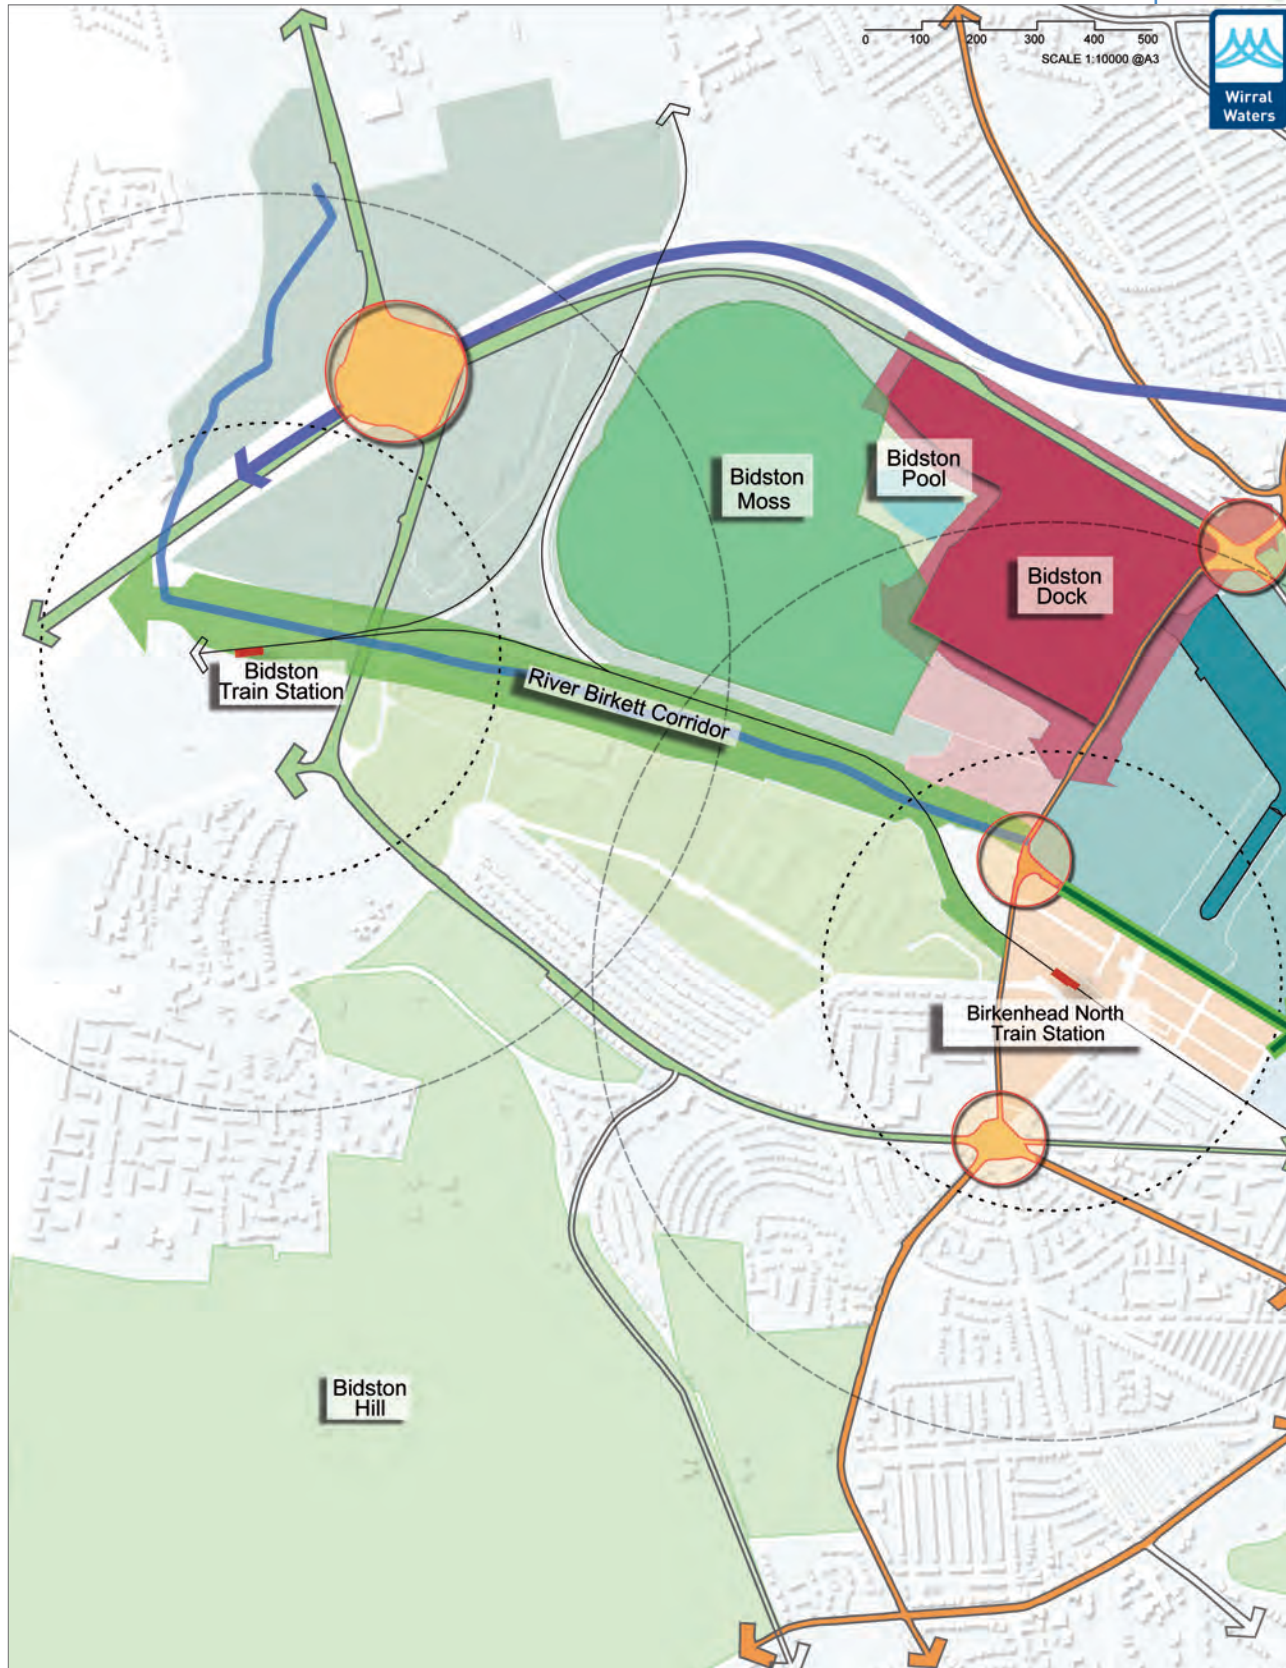 0 100 200 300 400 500
SCALE 1:10000 @A3
Wirral
Waters
Bidston
Pool
Bidston
Moss
Bidston
Dock
Bidston
Train Station
River Birkett Corridor
Birkenhead North
Train Station
Bidston
Hill